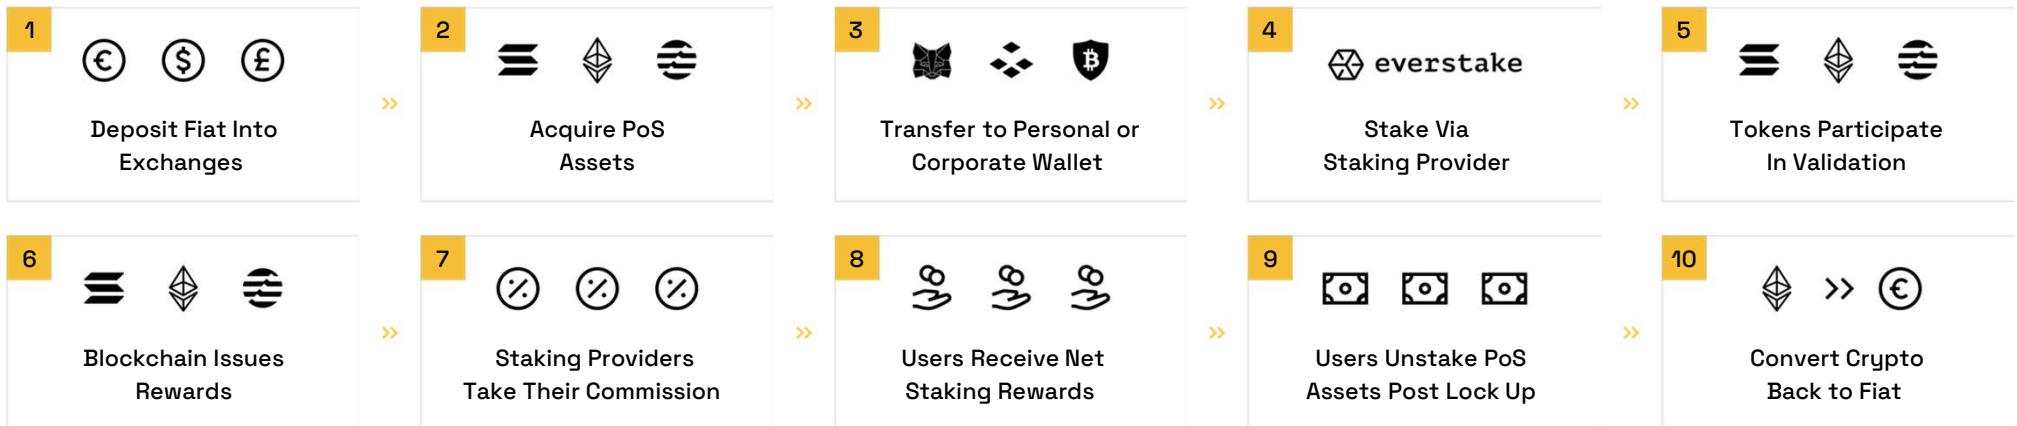 1
Deposit Fiat Into
Exchanges
2
Acquire PoS
Assets
3
Transfer to Personal or
Corporate Wallet
4
everstake
Stake Via
Staking Provider
5
Tokens Participate
In Validation
6
Blockchain Issues
Rewards
7
Staking Providers
Take Their Commission
8
Users Receive Net
Staking Rewards
9
Users Unstake PoS
Assets Post Lock Up
10
Convert Crypto
Back to Fiat